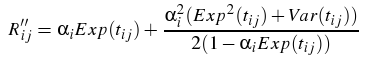 R''_{ij} = α_i Exp(t_{ij}) + \frac{α_i^2 (Exp^2(t_{ij}) + Var(t_{ij}))}{2(1 − α_i Exp(t_{ij}))}